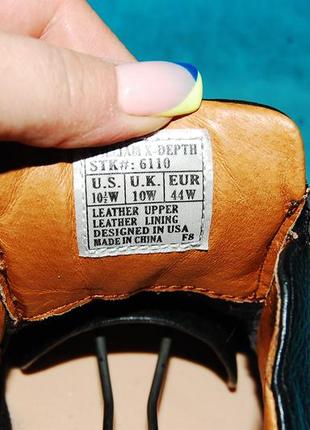 X-DEPTH
STK#: 6110
U.S. U.K. EUR
10½W 10W 44W
LEATHER UPPER
LEATHER LINING
DESIGNED IN USA
MADE IN CHINA F8